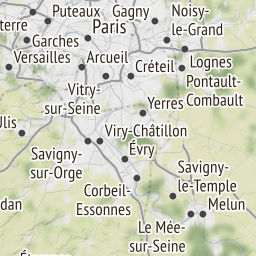 Puteaux
Gagny
Noisy-
le-Grand
terre
Paris
Garches
Versailles
Arcueil
Créteil
Lognes
Pontault-
Combault
Vitry-
sur-Seine
Yerres
Ulis
Viry-Châtillon
Savigny-
sur-Orge
Évry
Savigny-
le-Temple
Corbeil-
Essonnes
dan
Melun
Le Mée-
sur-Seine